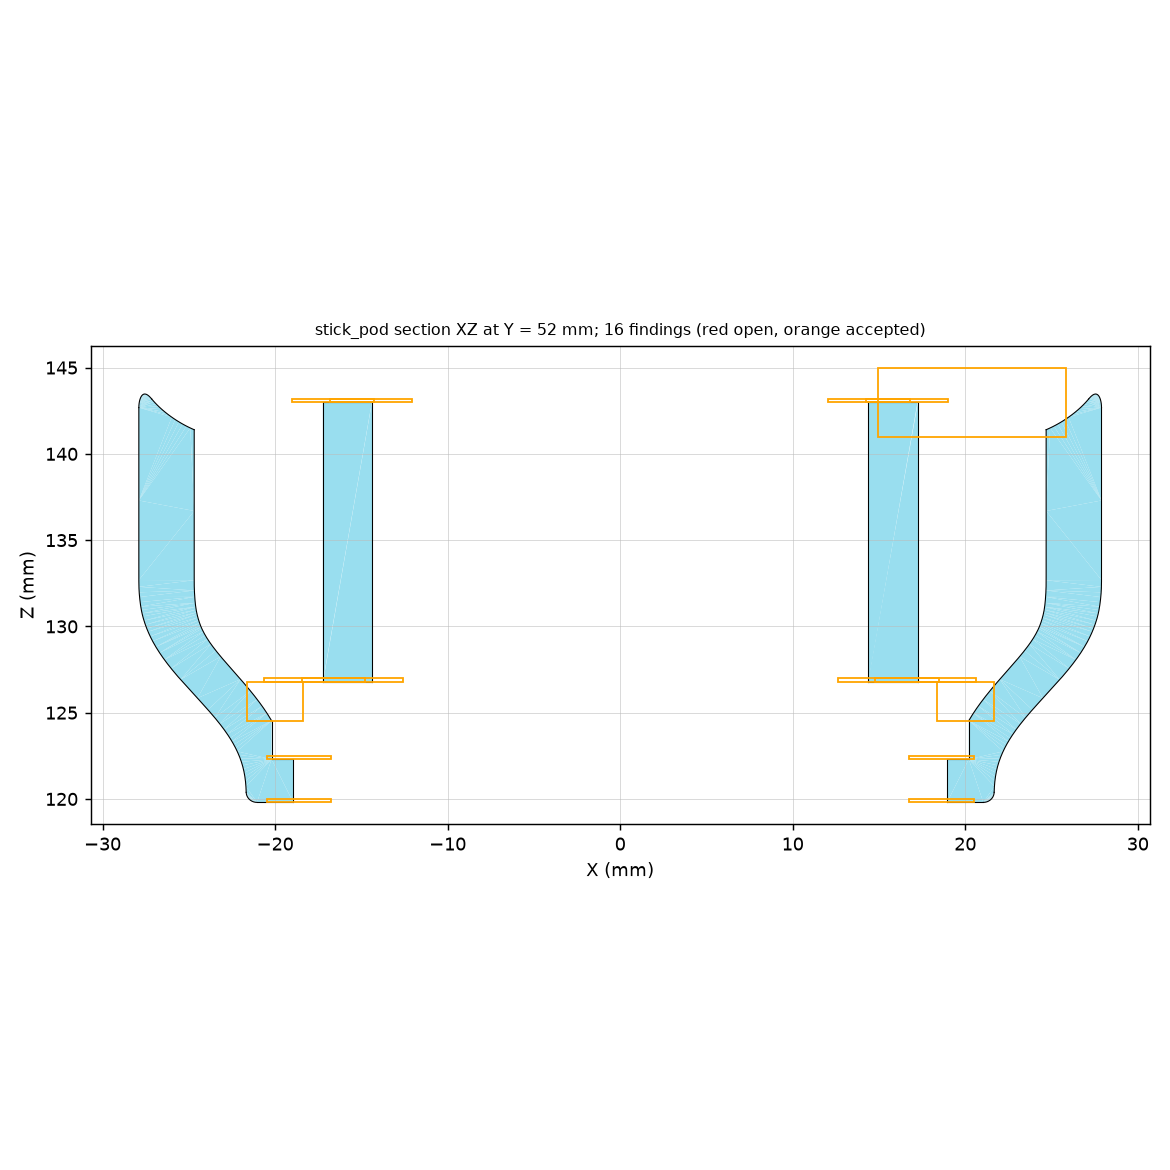 stick_pod section XZ at Y = 52 mm; 16 findings (red open, orange accepted)
145
140
135
130
125
120
Z (mm)
−30 −20 −10 0 10 20 30
X (mm)